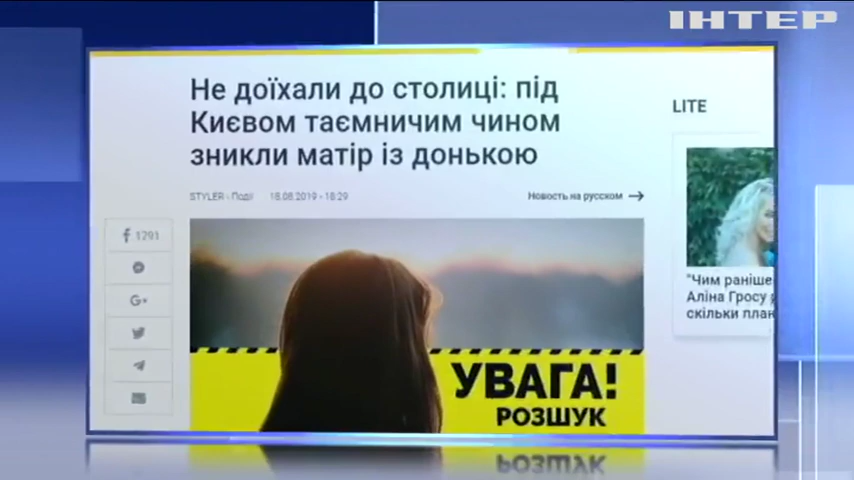 ІНТЕР
Не доїхали до столиці: під
Києвом таємничим чином
зникли матір із донькою
STYLER - Події 18.08.2019 - 18:29
Новость на русском →
LITE
1291
G+
УВАГА!
РОЗШУК
"Чим раніше
Аліна Гросу
скільки план